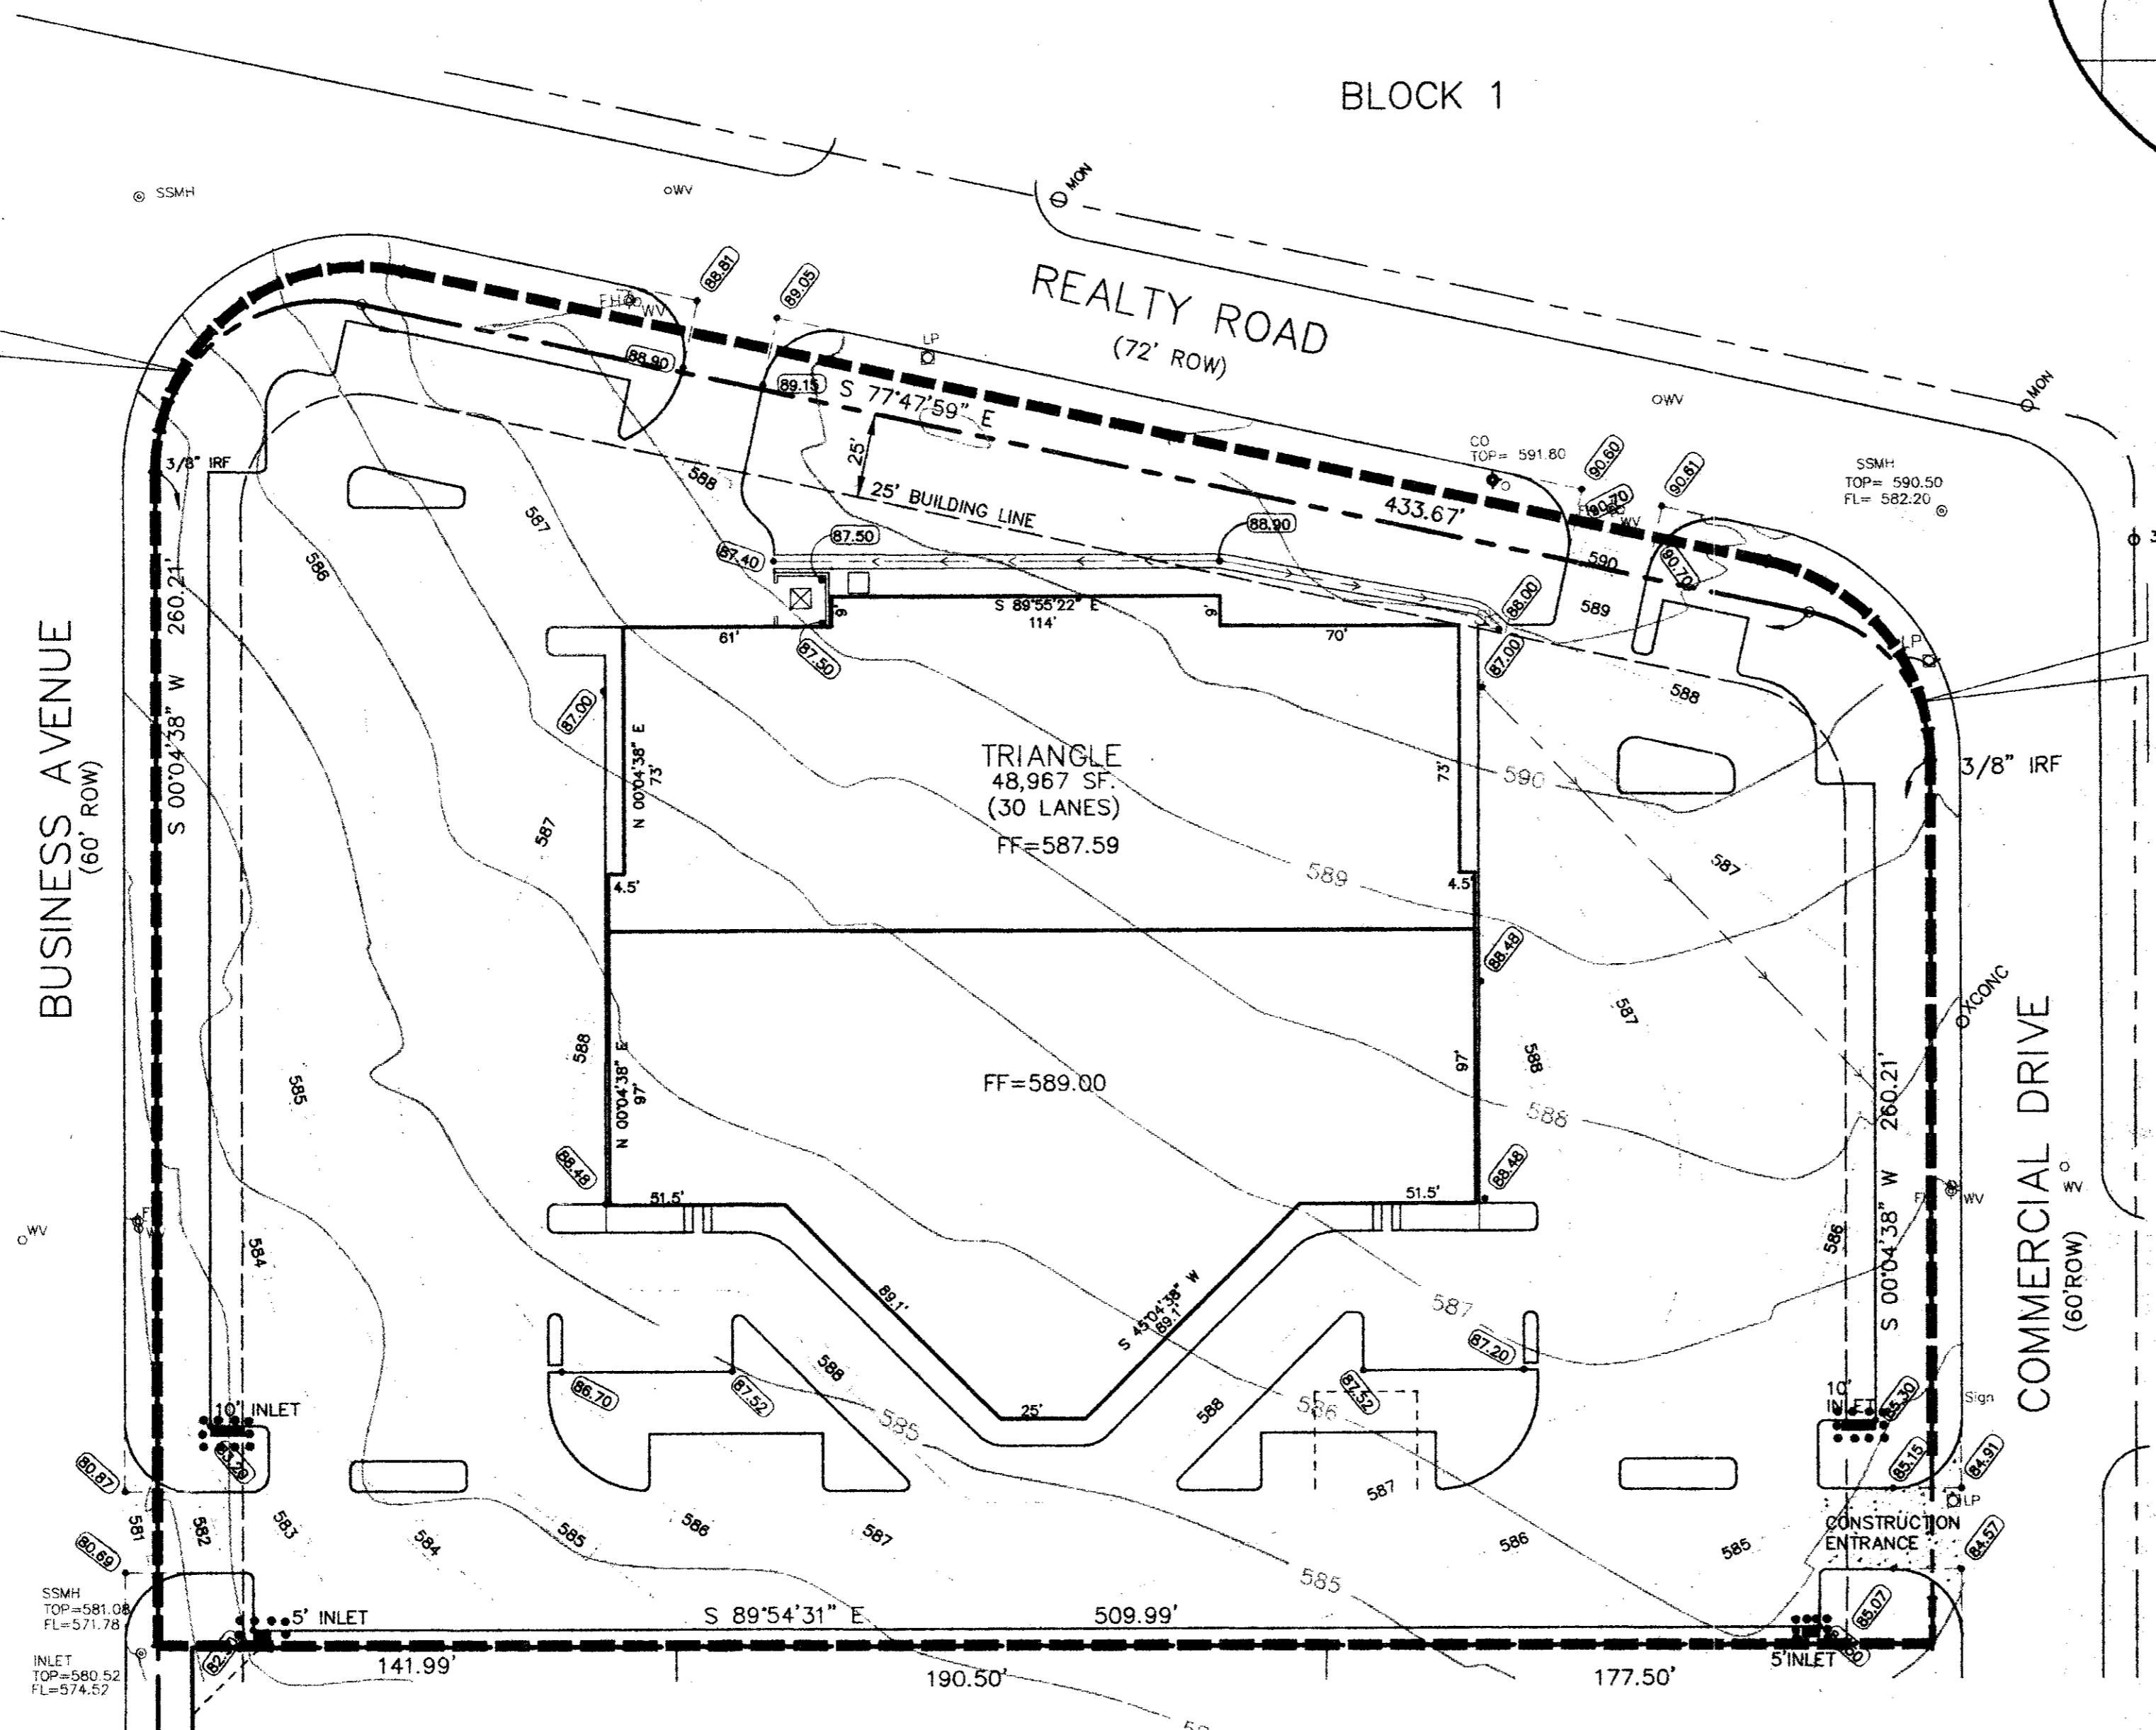 BLOCK 1
MON
SSMH
WV
88.81
89.05
REALTY ROAD
(72' ROW)
FH
WV
LP
88.90
89.15
S 77°47'59" E
MON
WV
CO
TOP= 591.80
90.60
90.81
SSMH
TOP= 590.50
FL= 582.20
3/8" IRF
25'
25' BUILDING LINE
433.67'
90.70
WV
588
587
586
87.50
88.90
87.40
590
90.70
589
88.00
BUSINESS AVENUE
(60' ROW)
S 00°04'38" W 260.21'
9'
S 89°55'22" E
114'
9'
61'
70'
87.50
87.00
LP
588
87.00
N 00°04'38" E
73'
TRIANGLE
48,967 SF.
(30 LANES)
FF=587.59
73'
590
3/8" IRF
587
589
587
4.5'
4.5'
88.48
XCONC
587
588
N 00°04'38" E
97'
FF=589.00
97'
588
588
585
COMMERCIAL DRIVE
(60'ROW)
S 00°04'38" W 260.21'
88.48
88.48
51.5'
51.5'
WV
WV
WV
584
586
89.1'
S 45°04'38" W
89.1'
587
87.20
588
86.70
87.52
585
25'
588
586
87.52
587
10' INLET
83.29
10'
INLET
85.30
Sign
80.87
85.15
84.91
LP
CONSTRUCTION
ENTRANCE
84.57
581
582
583
584
585
586
587
586
585
585
80.69
SSMH
TOP=581.08
FL=571.78
5' INLET
S 89°54'31" E
509.99'
85.07
INLET
TOP=580.52
FL=574.52
141.99'
190.50'
177.50'
5'INLET